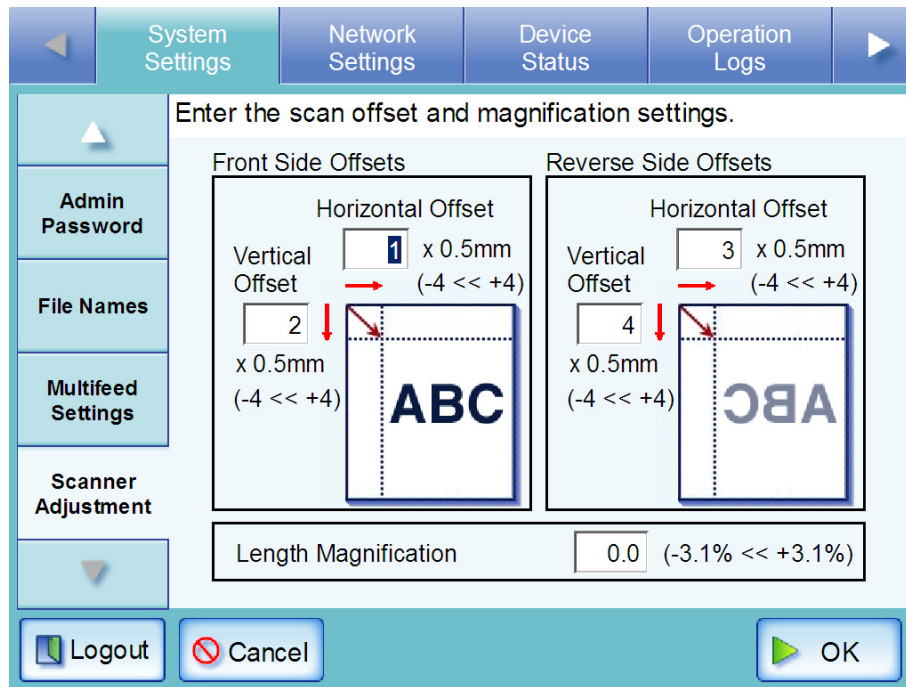 System
Settings
Network
Settings
Device
Status
Operation
Logs
Enter the scan offset and magnification settings.
Admin
Password
File Names
Multifeed
Settings
Scanner
Adjustment
Front Side Offsets
Horizontal Offset
1 x 0.5mm
(-4 << +4)
Vertical
Offset
2
x 0.5mm
(-4 << +4)
ABC
Reverse Side Offsets
Horizontal Offset
3 x 0.5mm
(-4 << +4)
Vertical
Offset
4
x 0.5mm
(-4 << +4)
ABC
Length Magnification 0.0 (-3.1% << +3.1%)
Logout
Cancel
OK